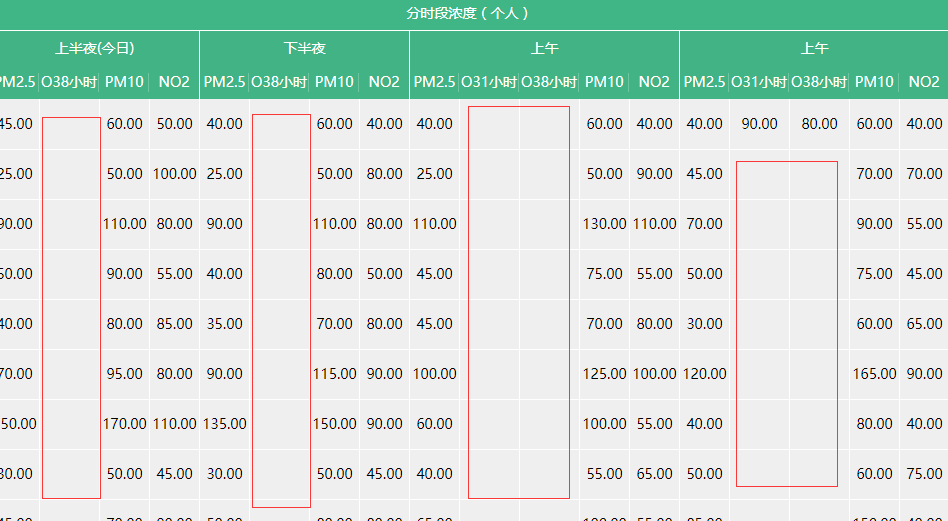 分时段浓度（个人）
上半夜(今日) 下半夜 上午 上午
PM2.5 O38小时 PM10 NO2 PM2.5 O38小时 PM10 NO2 PM2.5 O31小时 O38小时 PM10 NO2 PM2.5 O31小时 O38小时 PM10 NO2
45.00 60.00 50.00 40.00 60.00 40.00 40.00 60.00 40.00 40.00 90.00 80.00 60.00 40.00
25.00 50.00 100.00 25.00 50.00 80.00 25.00 50.00 90.00 45.00 70.00 70.00
90.00 110.00 80.00 90.00 110.00 80.00 110.00 130.00 110.00 70.00 90.00 55.00
50.00 90.00 55.00 40.00 80.00 50.00 45.00 75.00 55.00 50.00 75.00 45.00
40.00 80.00 85.00 35.00 70.00 80.00 45.00 70.00 80.00 30.00 60.00 65.00
70.00 95.00 80.00 90.00 115.00 90.00 100.00 125.00 100.00 120.00 165.00 90.00
50.00 170.00 110.00 135.00 150.00 90.00 60.00 100.00 55.00 40.00 80.00 40.00
30.00 50.00 45.00 30.00 50.00 45.00 40.00 55.00 65.00 50.00 60.00 75.00